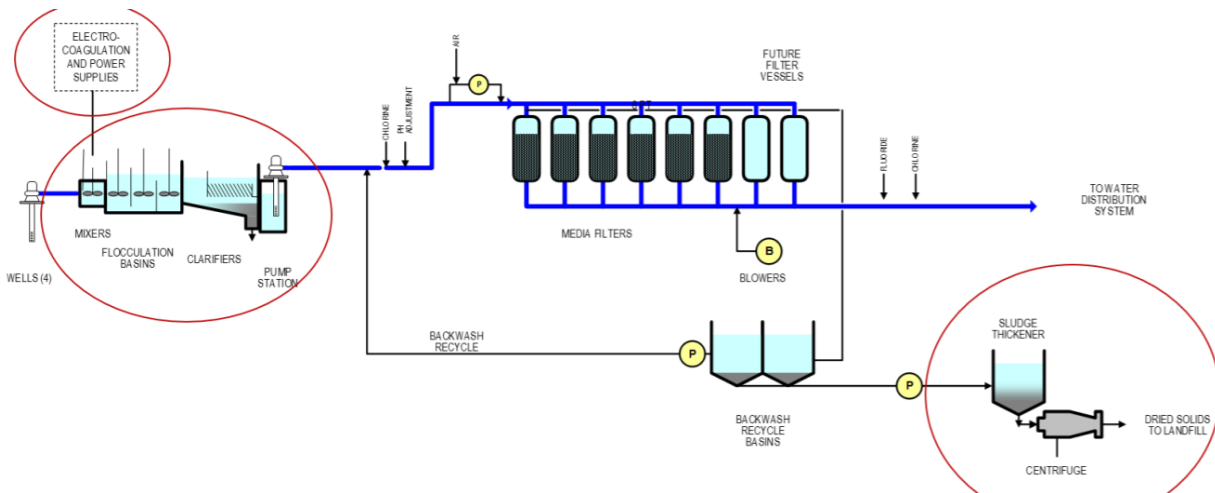 ELECTRO-
COAGULATION
AND POWER
SUPPLIES
AIR
P
FUTURE
FILTER
VESSELS
CHLORINE
PH
ADJUSTMENT
FLUORIDE
CHLORINE
TO WATER
DISTRIBUTION
SYSTEM
MIXERS
FLOCCULATION
BASINS
CLARIFIERS
PUMP
STATION
WELLS (4)
MEDIA FILTERS
B
BLOWERS
BACKWASH
RECYCLE
P
P
BACKWASH
RECYCLE
BASINS
SLUDGE
THICKENER
DRIED SOLIDS
TO LANDFILL
CENTRIFUGE